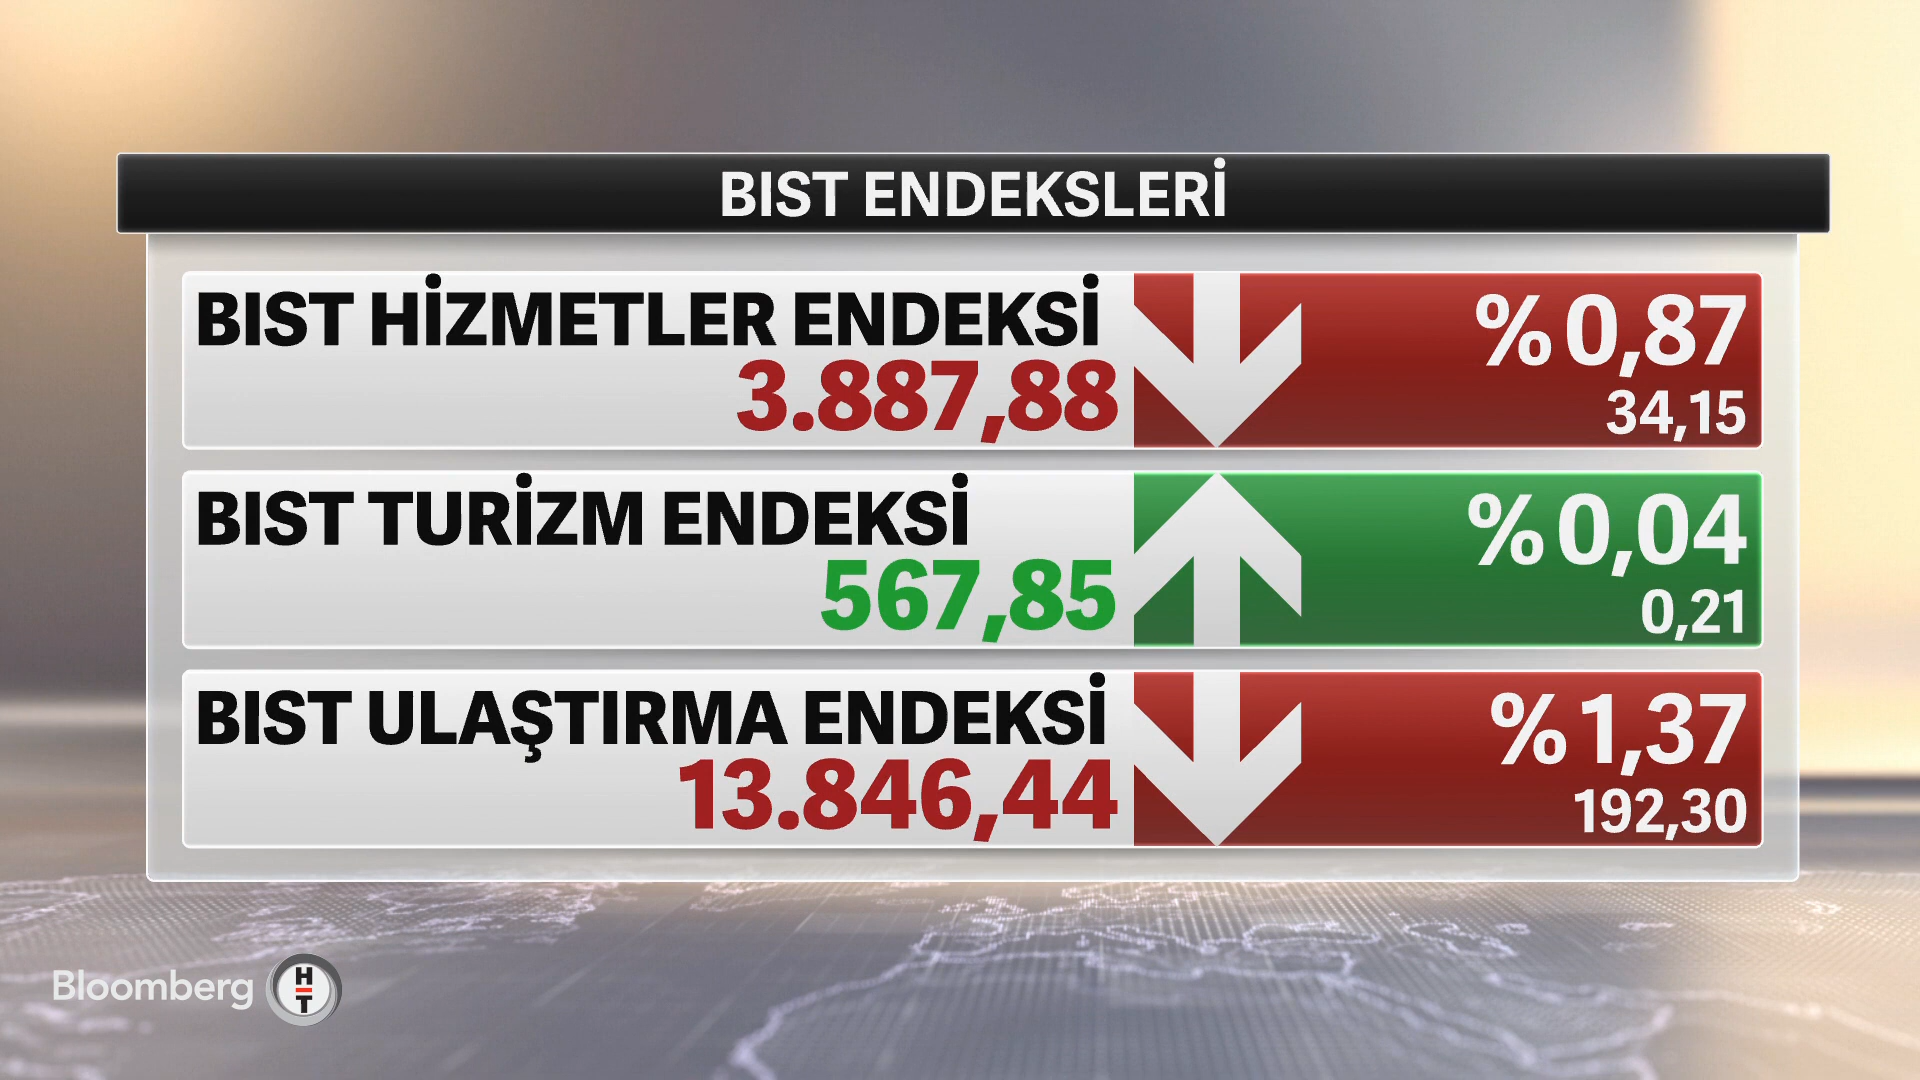 BIST ENDEKSLERİ
BIST HİZMETLER ENDEKSİ
3.887,88
%0,87
34,15
BIST TURİZM ENDEKSİ
567,85
%0,04
0,21
BIST ULAŞTIRMA ENDEKSİ
13.846,44
%1,37
192,30
Bloomberg HT